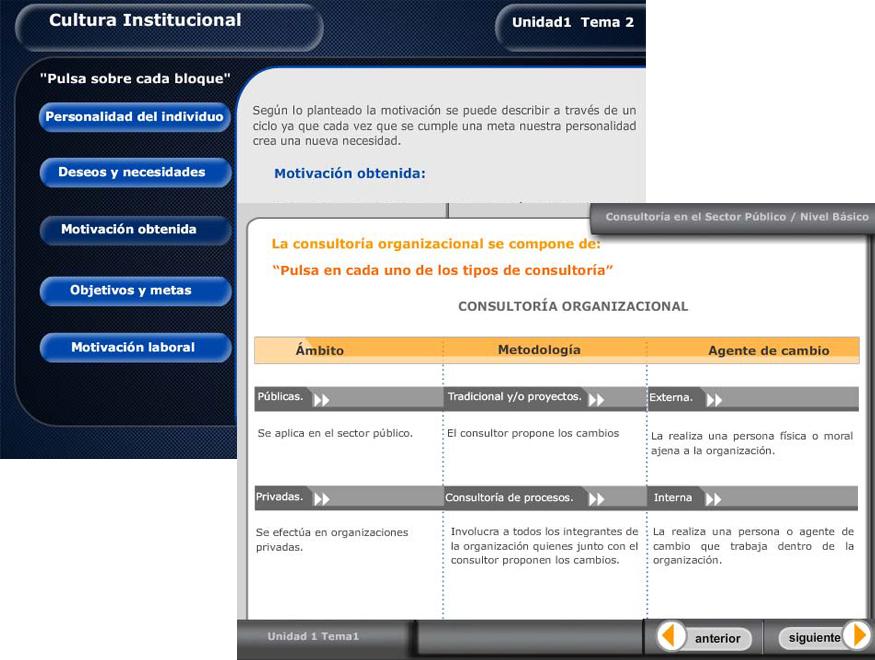 Cultura Institucional
Unidad1 Tema 2
"Pulsa sobre cada bloque"
Personalidad del individuo
Deseos y necesidades
Motivación obtenida
Objetivos y metas
Motivación laboral
Según lo planteado la motivación se puede describir a través de un
ciclo ya que cada vez que se cumple una meta nuestra personalidad
crea una nueva necesidad.
Motivación obtenida:
Consultoría en el Sector Público / Nivel Básico
La consultoría organizacional se compone de:
“Pulsa en cada uno de los tipos de consultoría”
CONSULTORÍA ORGANIZACIONAL
Ámbito
Metodología
Agente de cambio
Públicas.
Tradicional y/o proyectos.
Externa.
Se aplica en el sector público.
El consultor propone los cambios
La realiza una persona física o moral
ajena a la organización.
Privadas.
Consultoría de procesos.
Interna
Se efectúa en organizaciones
privadas.
Involucra a todos los integrantes de
la organización quienes junto con el
consultor proponen los cambios.
La realiza una persona o agente de
cambio que trabaja dentro de la
organización.
Unidad 1 Tema1
anterior
siguiente